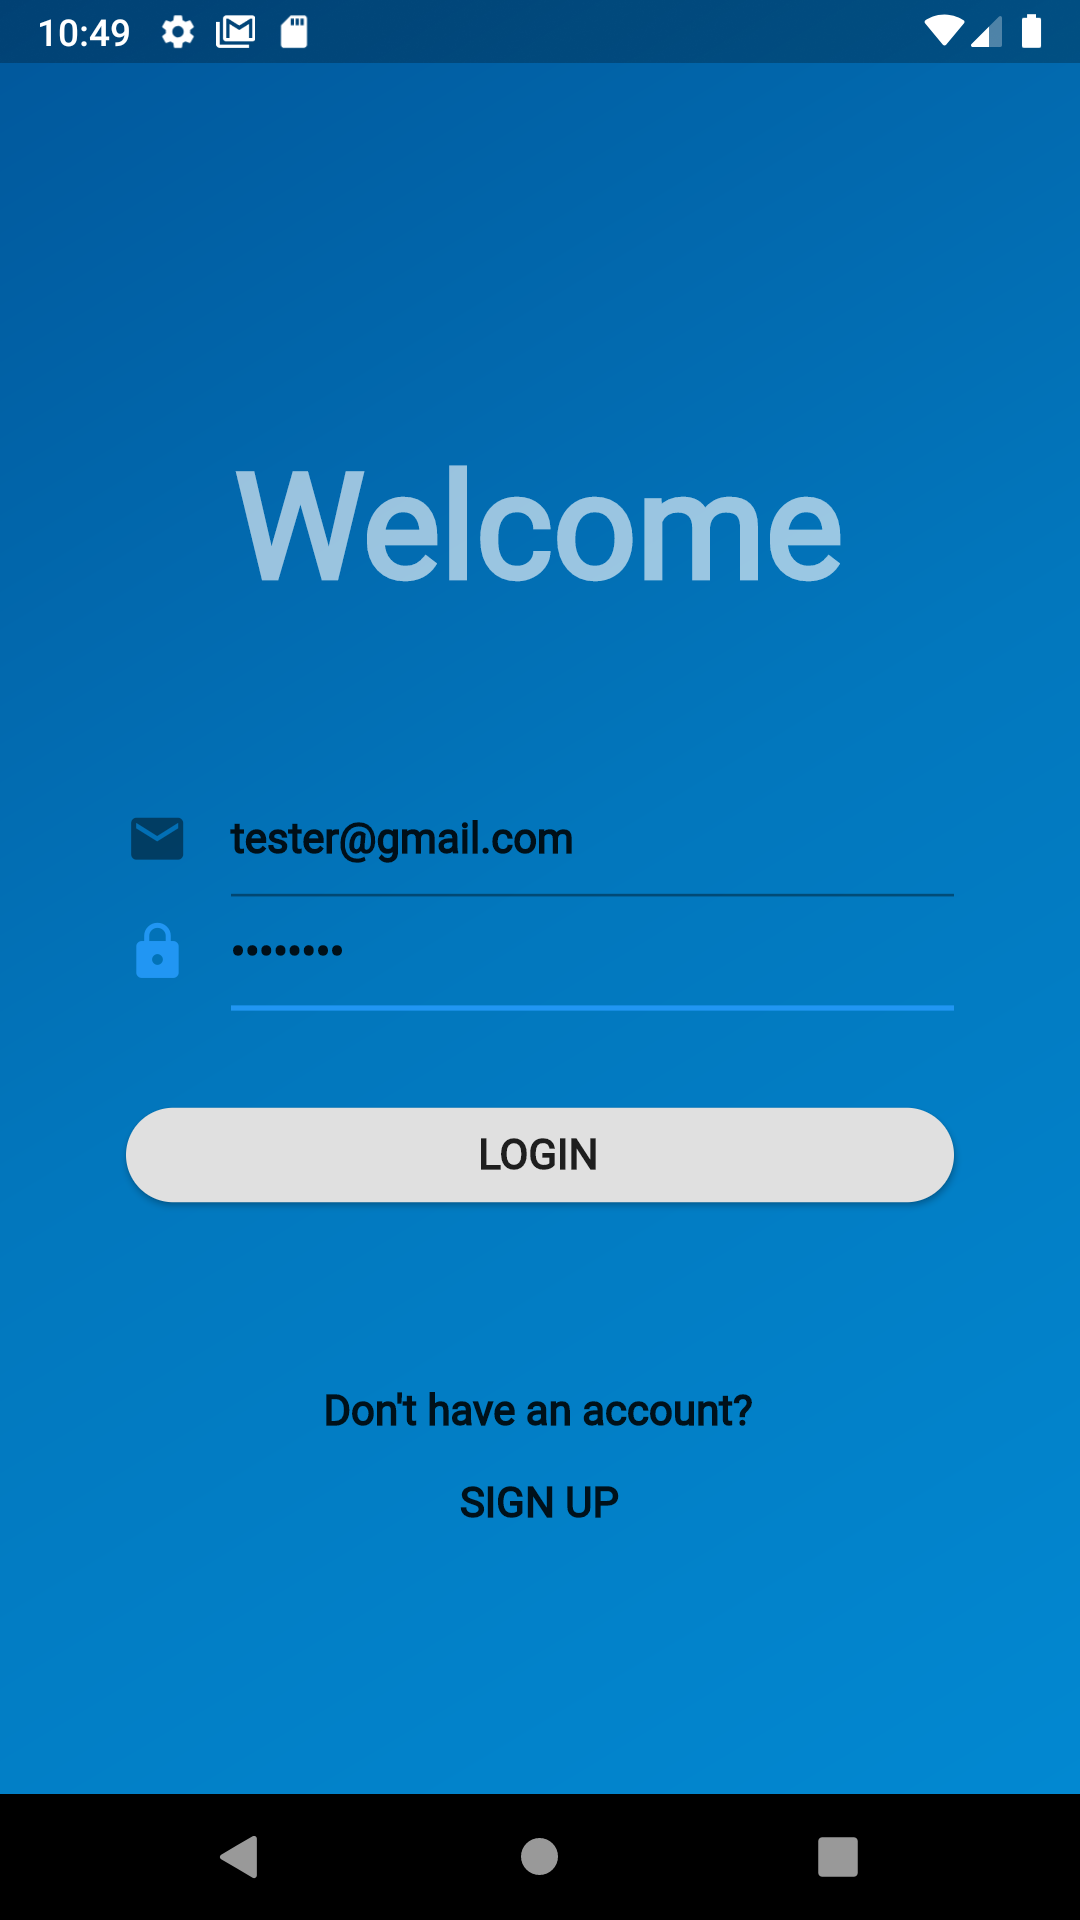 10:49
Welcome
tester@gmail.com
••••••••
LOGIN
Don't have an account?
SIGN UP